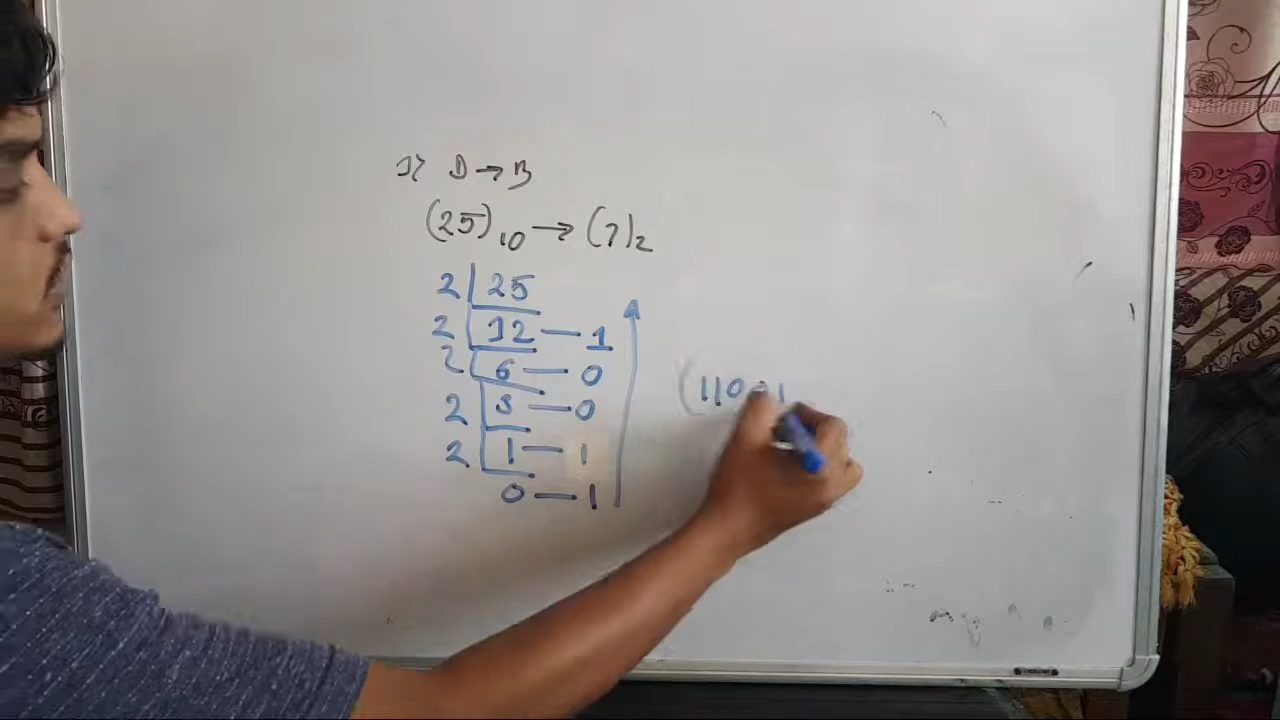 1) D → B
(25)10 → (?)2
2 25
2 12 — 1
2 6 — 0
2 3 — 0
2 1 — 1
0 — 1
(110 1